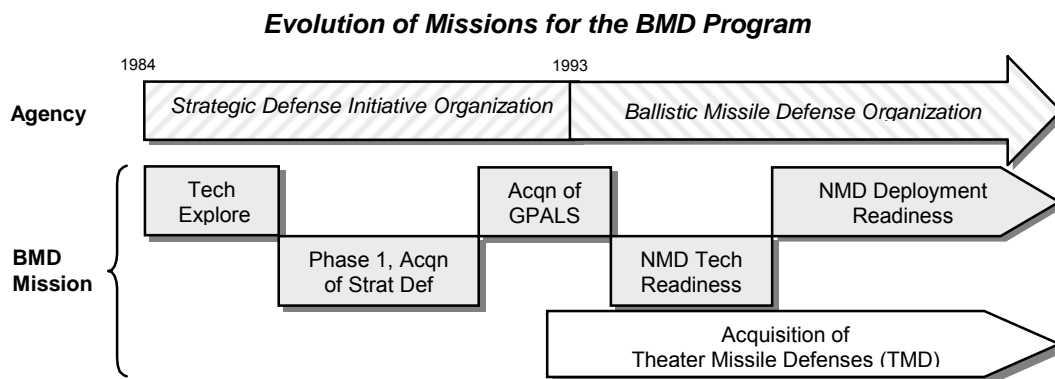 Evolution of Missions for the BMD Program
1984
1993
Agency
Strategic Defense Initiative Organization
Ballistic Missile Defense Organization
Tech
Explore
Acqn of
GPALS
NMD Deployment
Readiness
BMD
Mission
Phase 1, Acqn
of Strat Def
NMD Tech
Readiness
Acquisition of
Theater Missile Defenses (TMD)